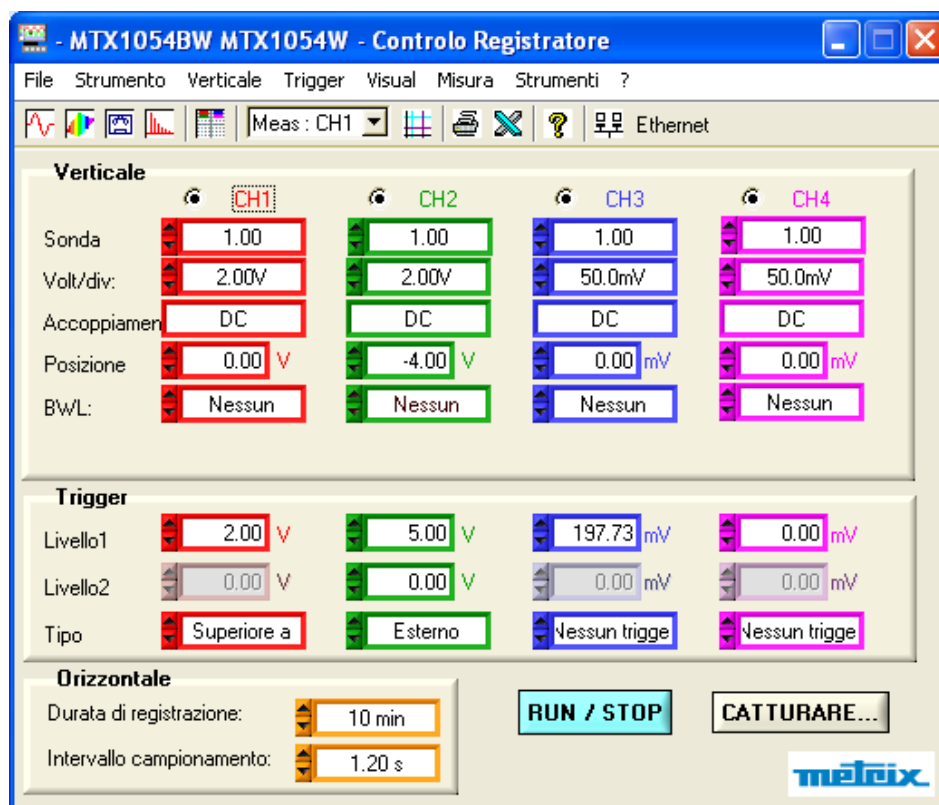 - MTX1054BW MTX1054W - Controlo Registratore
File Strumento Verticale Trigger Visual Misura Strumenti ?
Meas : CH1 Ethernet
Verticale
CH1 CH2 CH3 CH4
Sonda 1.00 1.00 1.00 1.00
Volt/div: 2.00V 2.00V 50.0mV 50.0mV
Accoppiamen DC DC DC DC
Posizione 0.00 V -4.00 V 0.00 mV 0.00 mV
BWL: Nessun Nessun Nessun Nessun
Trigger
Livello1 2.00 V 5.00 V 197.73 mV 0.00 mV
Livello2 0.00 V 0.00 V 0.00 mV 0.00 mV
Tipo Superiore a Esterno Nessun trigge Nessun trigge
Orizzontale
Durata di registrazione: 10 min
RUN / STOP CATTURARE...
Intervallo campionamento: 1.20 s
metrix